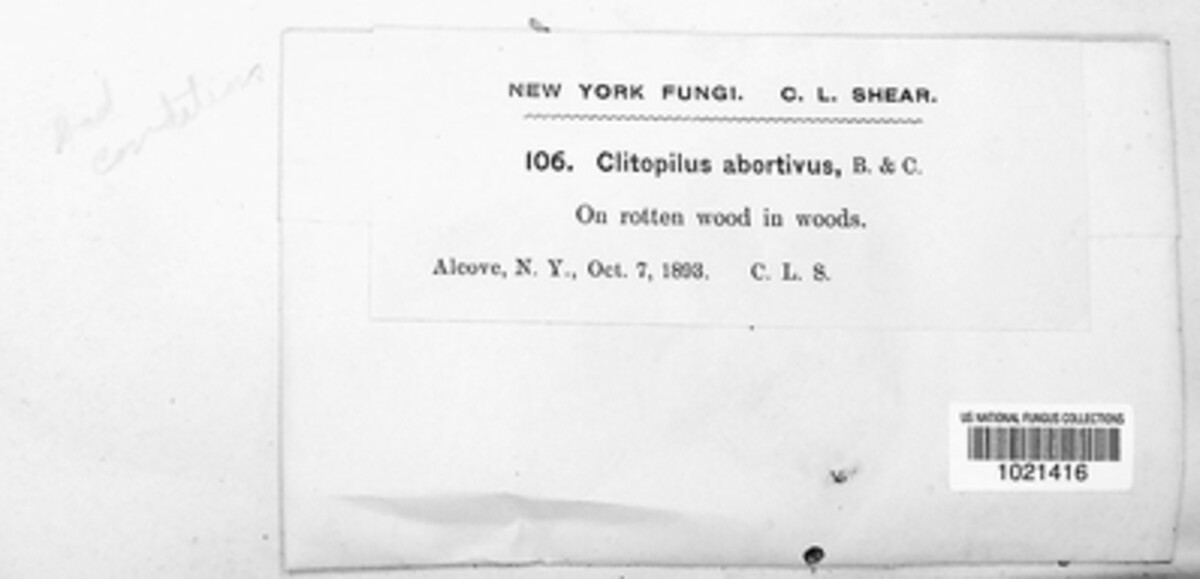 NEW YORK FUNGI. C. L. SHEAR.
106. Clitopilus abortivus, B. & C.
On rotten wood in woods.
Alcove, N. Y., Oct. 7, 1893. C. L. S.
US NATIONAL FUNGUS COLLECTIONS
1021416